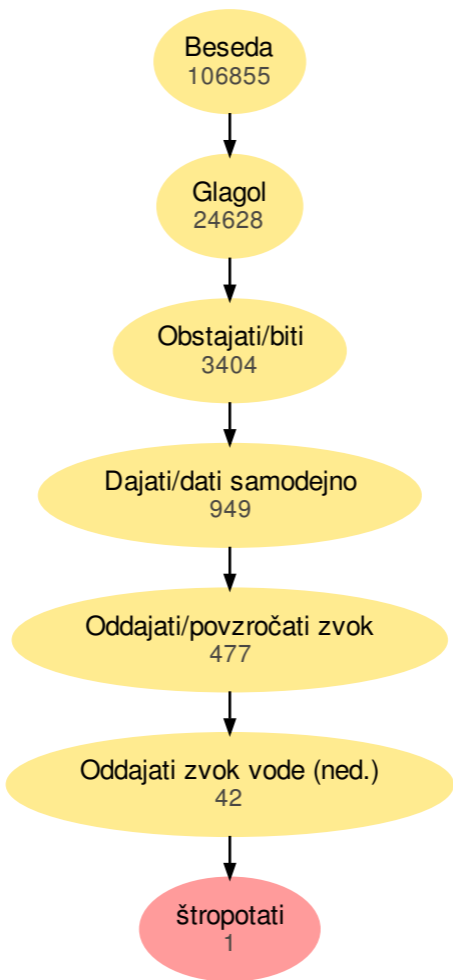 Beseda
106855
Glagol
24628
Obstajati/biti
3404
Dajati/dati samodejno
949
Oddajati/povzročati zvok
477
Oddajati zvok vode (ned.)
42
štropotati
1